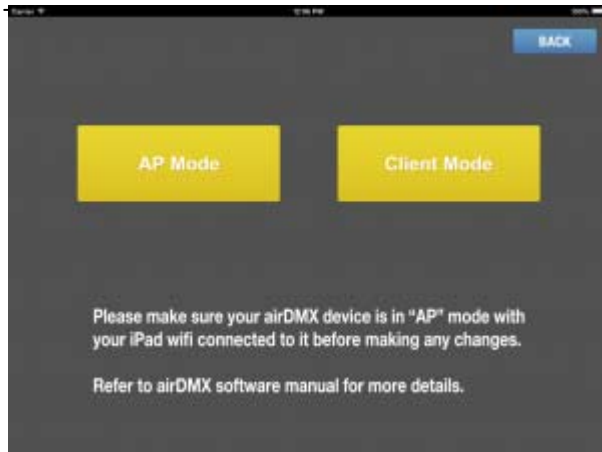 BACK
AP Mode
Client Mode
Please make sure your airDMX device is in “AP” mode with
your iPad wifi connected to it before making any changes.
Refer to airDMX software manual for more details.